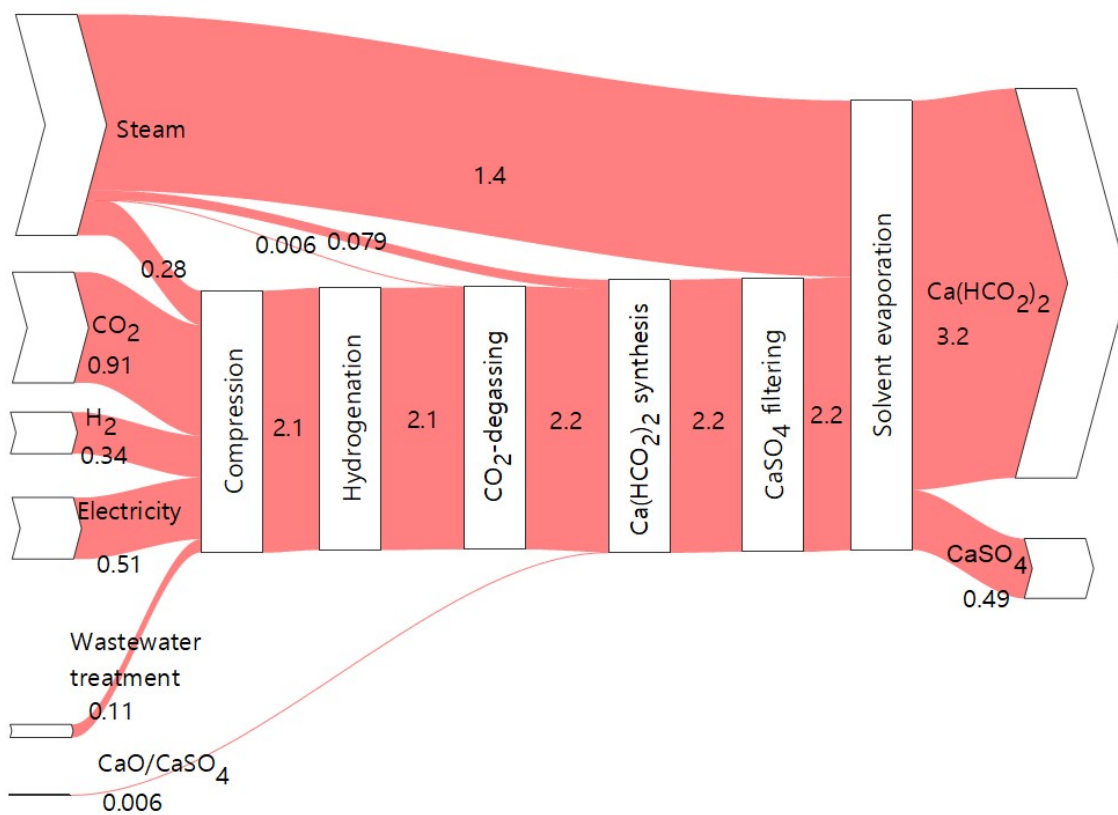 Steam
1.4
0.006
0.079
0.28
CO₂
0.91
H₂
0.34
Electricity
0.51
Wastewater
treatment
0.11
CaO/CaSO₄
0.006
Compression
2.1
Hydrogenation
2.1
CO₂-degassing
2.2
Ca(HCO₂)₂ synthesis
2.2
CaSO₄ filtering
2.2
Solvent evaporation
Ca(HCO₂)₂
3.2
CaSO₄
0.49